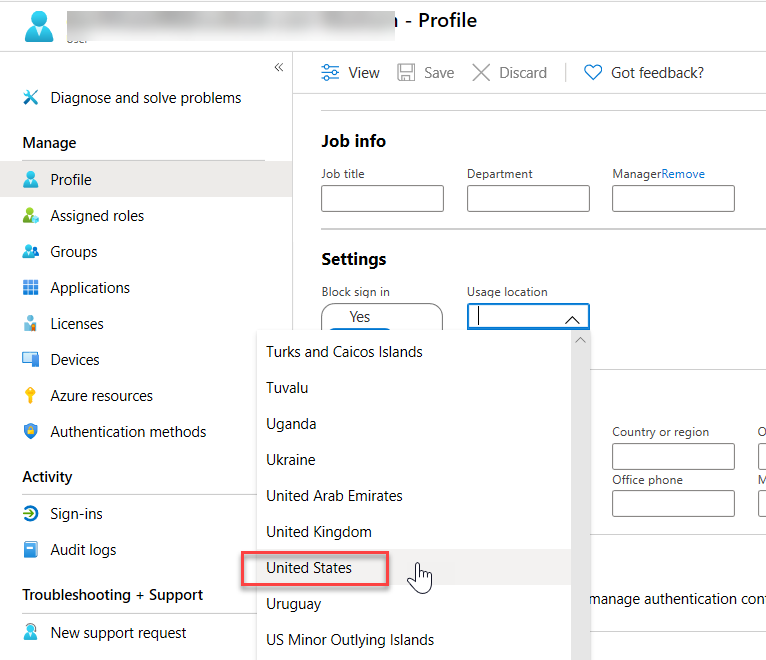 - Profile
«
View
Save
Discard
Got feedback?
Diagnose and solve problems
Manage
Profile
Assigned roles
Groups
Applications
Licenses
Devices
Azure resources
Authentication methods
Activity
Sign-ins
Audit logs
Troubleshooting + Support
New support request
Job info
Job title
Department
ManagerRemove
Settings
Block sign in
Usage location
Yes
Turks and Caicos Islands
Tuvalu
Uganda
Ukraine
United Arab Emirates
United Kingdom
United States
Uruguay
US Minor Outlying Islands
Country or region
Office phone
manage authentication